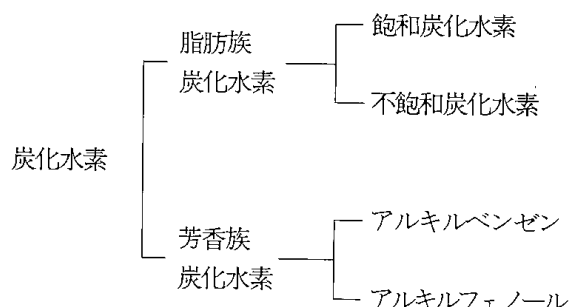 脂肪族
炭化水素
飽和炭化水素
不飽和炭化水素
炭化水素
芳香族
炭化水素
アルキルベンゼン
アルキルフェノール